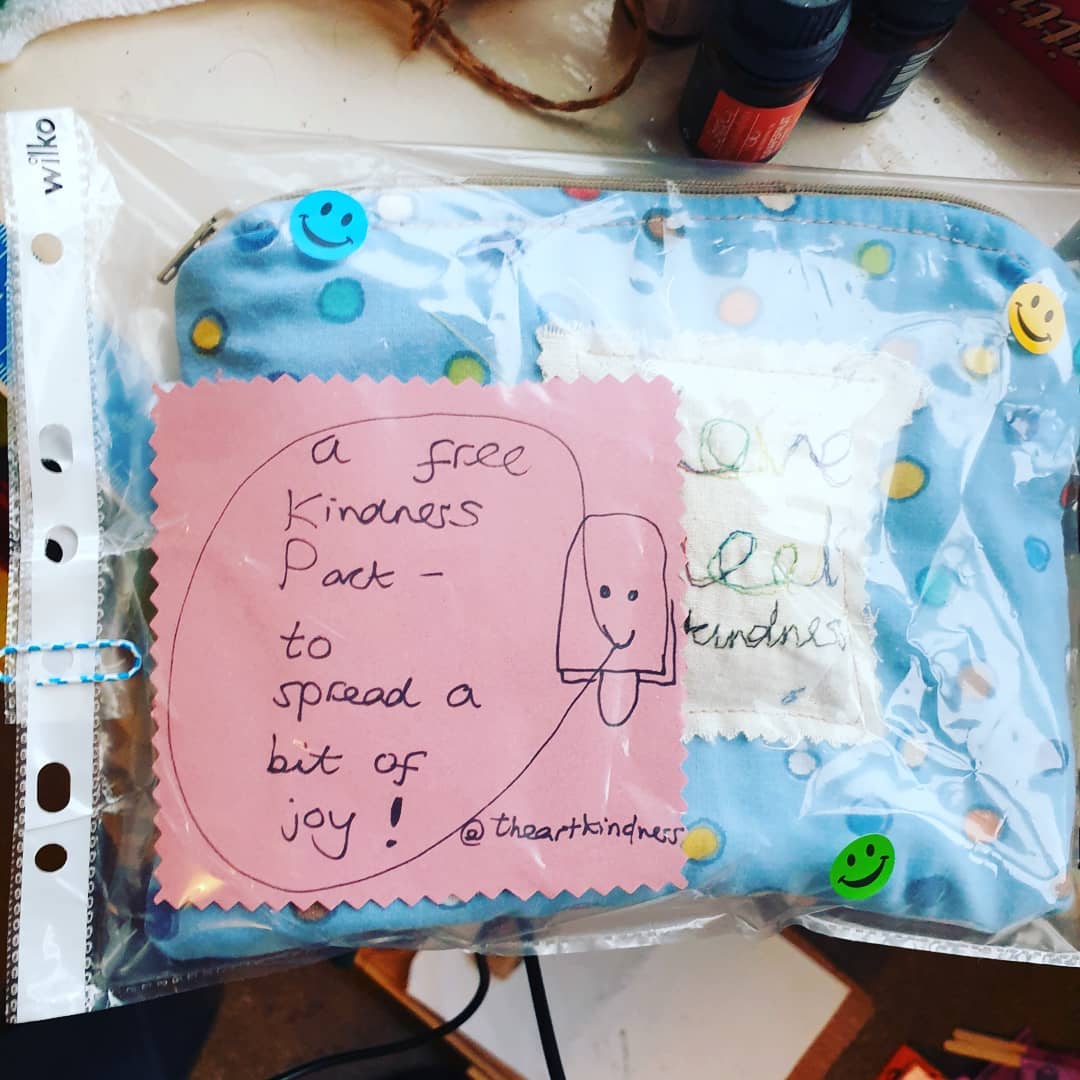 wilko
a free
Kindness
Pack -
to
spread a
bit of
joy!
@theartkindness
kindness